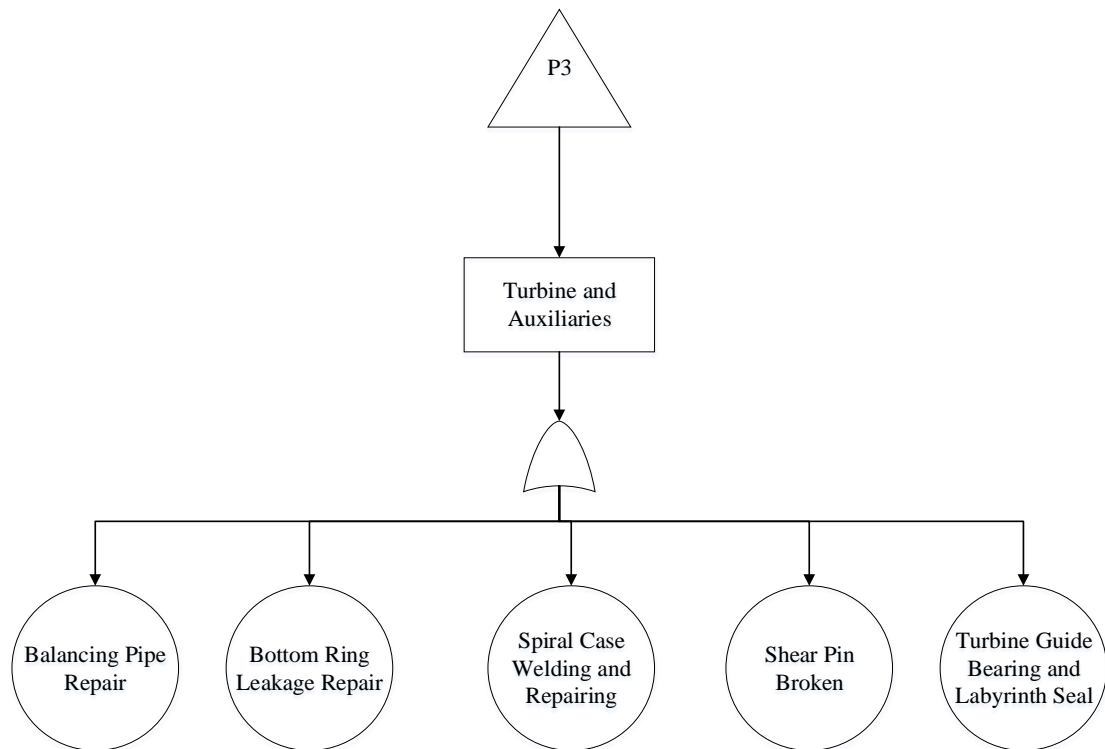 P3
Turbine and
Auxiliaries
Balancing Pipe
Repair
Bottom Ring
Leakage Repair
Spiral Case
Welding and
Repairing
Shear Pin
Broken
Turbine Guide
Bearing and
Labyrinth Seal